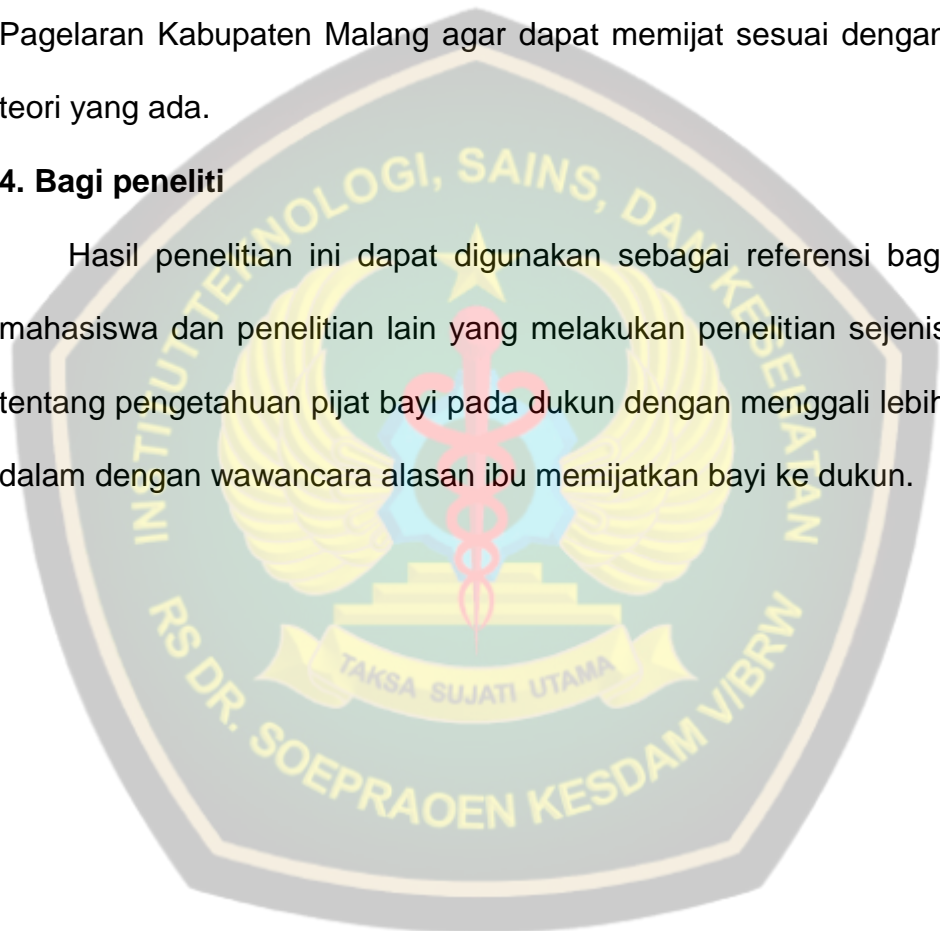 Pagelaran Kabupaten Malang agar dapat memijat sesuai dengan
teori yang ada.
4. Bagi peneliti
Hasil penelitian ini dapat digunakan sebagai referensi bag
mahasiswa dan penelitian lain yang melakukan penelitian sejenis
tentang pengetahuan pijat bayi pada dukun dengan menggali lebih
dalam dengan wawancara alasan ibu memijatkan bayi ke dukun.
INSTITUT TEKNOLOGI, SAINS, DAN KESEHATAN
TAKSA SUJATI UTAMA
RS DR. SOEPRAOEN KESDAM V/BRW